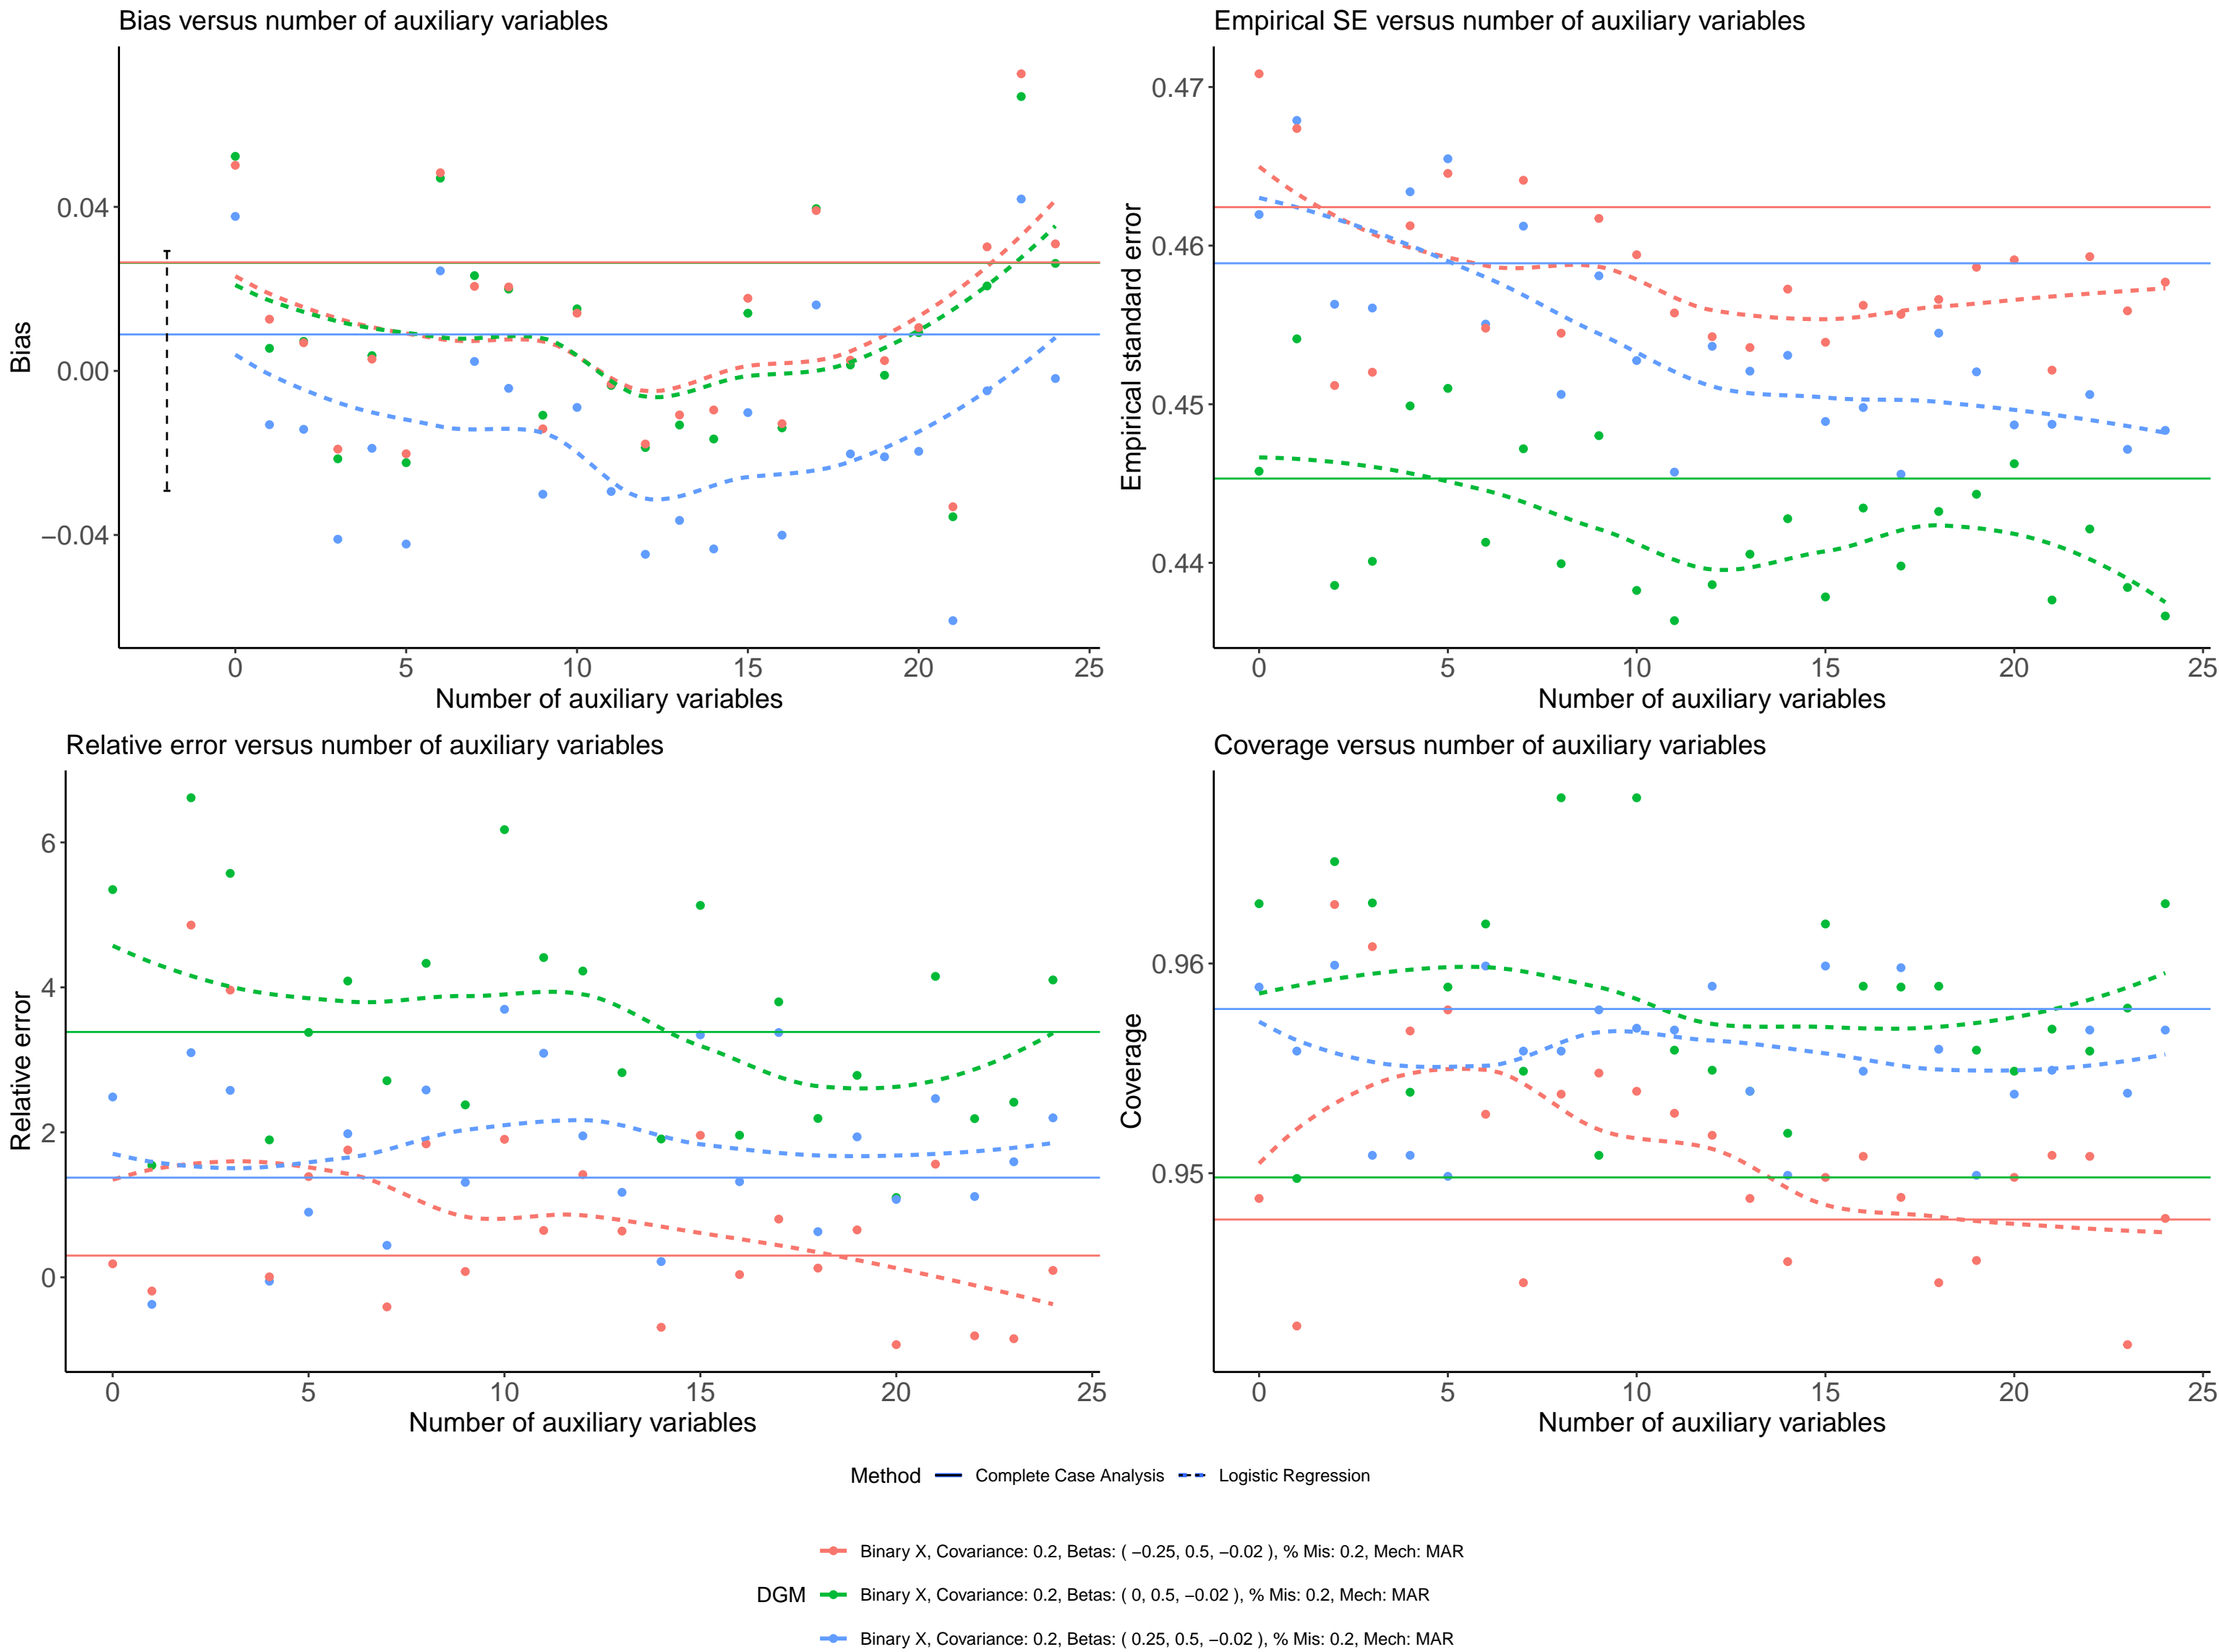 Bias versus number of auxiliary variables
Bias
0.04
0.00
−0.04
0 5 10 15 20 25
Number of auxiliary variables
Empirical SE versus number of auxiliary variables
Empirical standard error
0.47
0.46
0.45
0.44
0 5 10 15 20 25
Number of auxiliary variables
Relative error versus number of auxiliary variables
Relative error
6
4
2
0
0 5 10 15 20 25
Number of auxiliary variables
Coverage versus number of auxiliary variables
Coverage
0.96
0.95
0 5 10 15 20 25
Number of auxiliary variables
Method Complete Case Analysis Logistic Regression
DGM
Binary X, Covariance: 0.2, Betas: ( −0.25, 0.5, −0.02 ), % Mis: 0.2, Mech: MAR
Binary X, Covariance: 0.2, Betas: ( 0, 0.5, −0.02 ), % Mis: 0.2, Mech: MAR
Binary X, Covariance: 0.2, Betas: ( 0.25, 0.5, −0.02 ), % Mis: 0.2, Mech: MAR